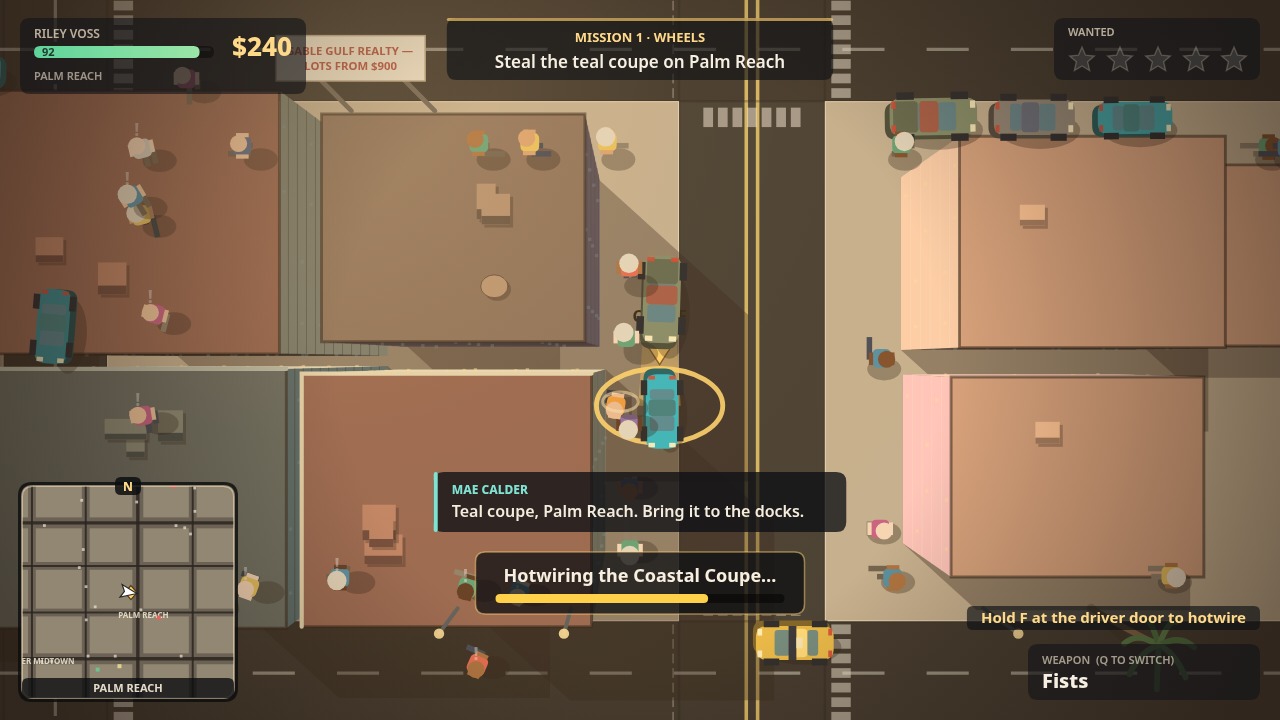 RILEY VOSS
92
$240
PALM REACH
ABLE GULF REALTY —
LOTS FROM $900
MISSION 1 · WHEELS
Steal the teal coupe on Palm Reach
WANTED
MAE CALDER
Teal coupe, Palm Reach. Bring it to the docks.
Hotwiring the Coastal Coupe...
N
PALM REACH
ER MIDTOWN
PALM REACH
Hold F at the driver door to hotwire
WEAPON (Q TO SWITCH)
Fists